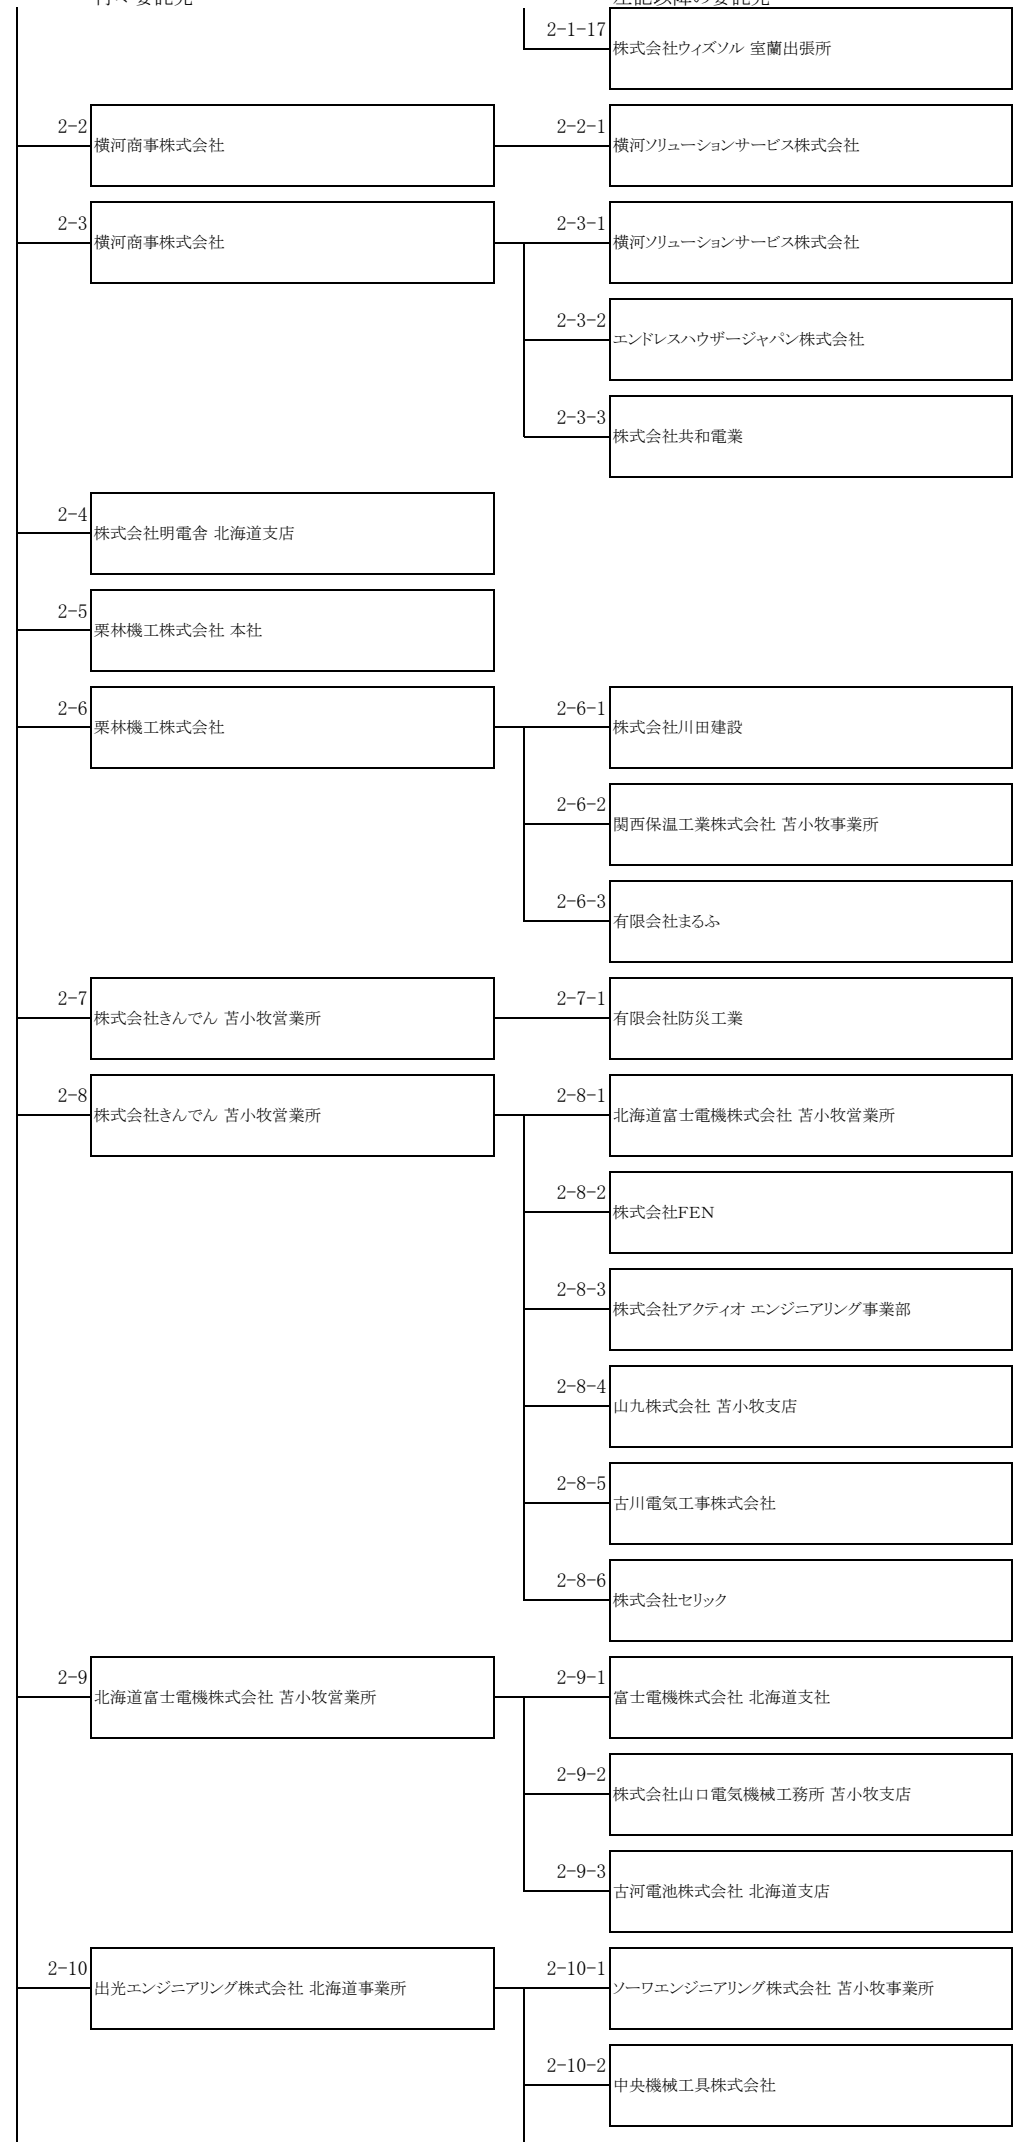 2-1-17
株式会社ウィズソル 室蘭出張所
2-2
横河商事株式会社
2-2-1
横河ソリューションサービス株式会社
2-3
横河商事株式会社
2-3-1
横河ソリューションサービス株式会社
2-3-2
エンドレスハウザージャパン株式会社
2-3-3
株式会社共和電業
2-4
株式会社明電舎 北海道支店
2-5
栗林機工株式会社 本社
2-6
栗林機工株式会社
2-6-1
株式会社川田建設
2-6-2
関西保温工業株式会社 苫小牧事業所
2-6-3
有限会社まるふ
2-7
株式会社きんでん 苫小牧営業所
2-7-1
有限会社防災工業
2-8
株式会社きんでん 苫小牧営業所
2-8-1
北海道富士電機株式会社 苫小牧営業所
2-8-2
株式会社FEN
2-8-3
株式会社アクティオ エンジニアリング事業部
2-8-4
山九株式会社 苫小牧支店
2-8-5
古川電気工事株式会社
2-8-6
株式会社セリック
2-9
北海道富士電機株式会社 苫小牧営業所
2-9-1
富士電機株式会社 北海道支社
2-9-2
株式会社山口電気機械工務所 苫小牧支店
2-9-3
古河電池株式会社 北海道支店
2-10
出光エンジニアリング株式会社 北海道事業所
2-10-1
ソーワエンジニアリング株式会社 苫小牧事業所
2-10-2
中央機械工具株式会社